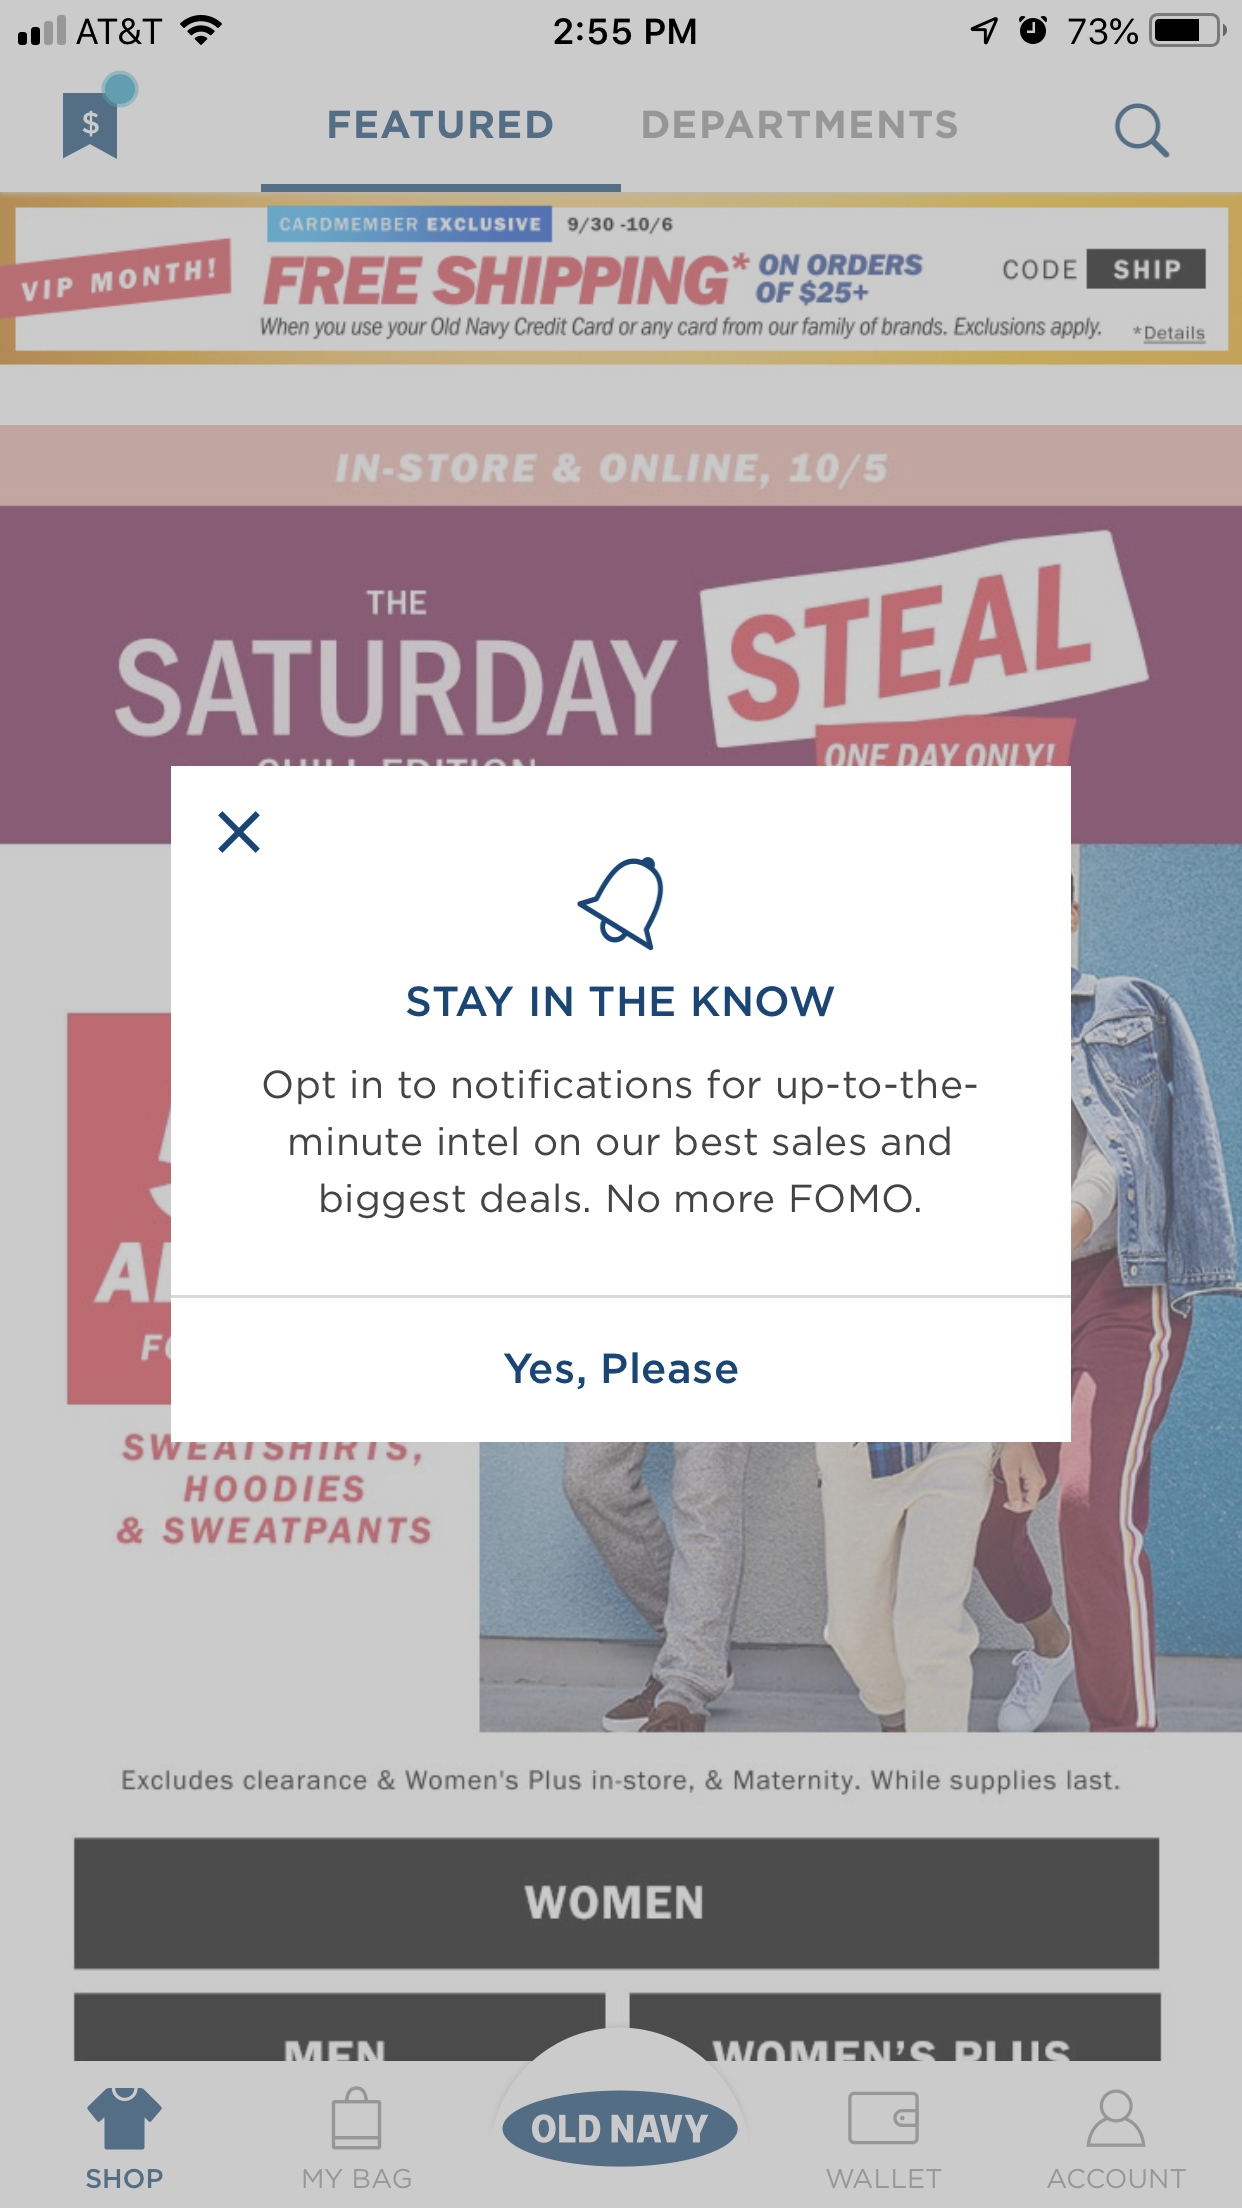 AT&T 2:55 PM 73%
$ FEATURED DEPARTMENTS
CARDMEMBER EXCLUSIVE 9/30 -10/6
VIP MONTH! FREE SHIPPING* ON ORDERS OF $25+ CODE SHIP
When you use your Old Navy Credit Card or any card from our family of brands. Exclusions apply. *Details
IN-STORE & ONLINE, 10/5
THE
SATURDAY STEAL
CHILL EDITION ONE DAY ONLY!
STAY IN THE KNOW
Opt in to notifications for up-to-the-
minute intel on our best sales and
biggest deals. No more FOMO.
Yes, Please
SWEATSHIRTS,
HOODIES
& SWEATPANTS
Excludes clearance & Women's Plus in-store, & Maternity. While supplies last.
WOMEN
MEN WOMEN'S PLUS
OLD NAVY
SHOP MY BAG WALLET ACCOUNT